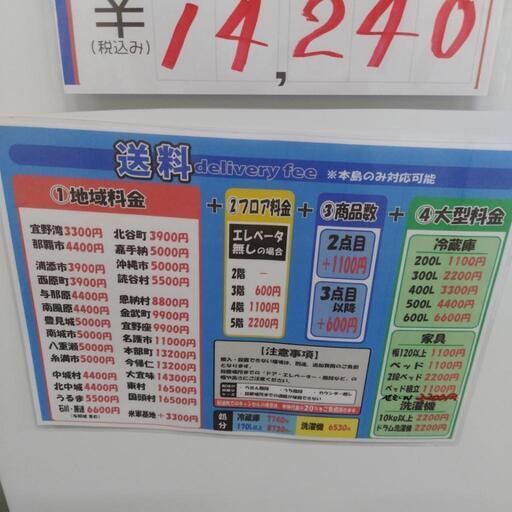 ¥
(税込み)
14,240
送料 delivery fee ※本島のみ対応可能
①地域料金
宜野湾3300円
那覇市4400円
浦添市3900円
西原町3900円
与那原4400円
南風原4400円
豊見城5000円
南城市5000円
八重瀬5000円
糸満市5000円
中城村4400円
北中城4400円
うるま5500円
石川・勝連6600円
北谷町3900円
嘉手納5000円
沖縄市5000円
読谷村5500円
恩納村8800円
金武町9900円
宜野座9900円
名護市11000円
本部町13200円
今帰仁13200円
大宜味16500円
東村16500円
国頭村16500円
米軍基地+3300円
+
②フロア料金
エレベータ
無しの場合
2階 —
3階 600円
4階 1100円
5階 2200円
+
③商品数
2点目
+1100円
3点目
以降
+600円
+
④大型料金
冷蔵庫
200L 1100円
300L 2200円
400L 3300円
500L 4400円
600L 6600円
家具
幅120以上1100円
ベッド 1100円
2段ベッド2200円
ベッド組立1100円
洗濯機
10kg以上2200円
ドラム洗濯機2200円
【注意事項】
処分
冷蔵庫
170L以上
洗濯機 6530円